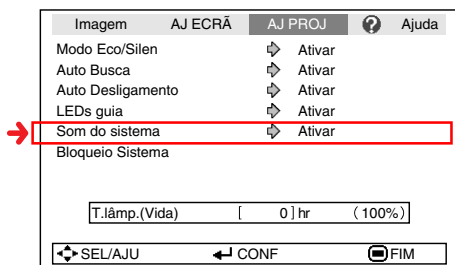 Imagem AJ ECRÃ AJ PROJ ? Ajuda
Modo Eco/Silen Ativar
Auto Busca Ativar
Auto Desligamento Ativar
LEDs guia Ativar
Som do sistema Ativar
Bloqueio Sistema
T.lâmp.(Vida) [ 0] hr (100%)
SEL/AJU CONF FIM